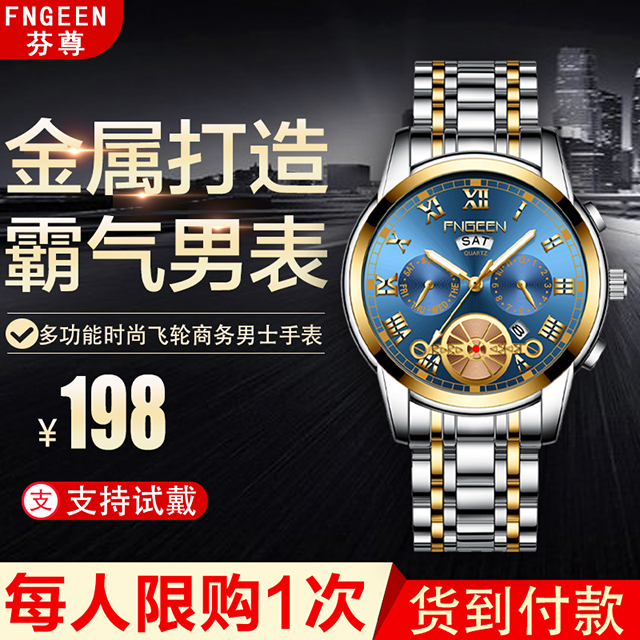 FNGEEN
芬尊
金属打造
霸气男表
多功能时尚飞轮商务男士手表
¥198
支 支持试戴
每人限购1次
货到付款
XII
FNGEEN
SAT
QUARTZ